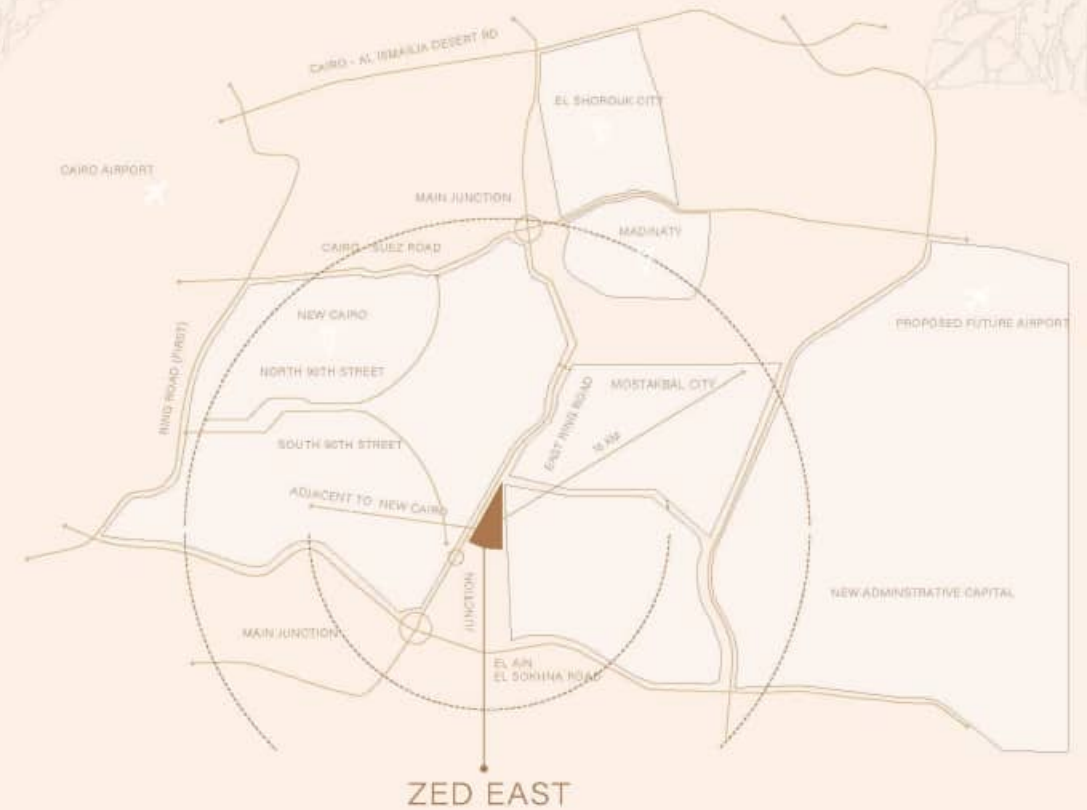 CAIRO - AL ISMAILIA DESERT RD
EL SHOROUK CITY
CAIRO AIRPORT
MAIN JUNCTION
MADINATY
CAIRO - SUEZ ROAD
NEW CAIRO
PROPOSED FUTURE AIRPORT
RING ROAD (FIRST)
NORTH 90TH STREET
MOSTAKBAL CITY
EAST RING ROAD
16 KM
SOUTH 90TH STREET
ADJACENT TO NEW CAIRO
NEW ADMINSTRATIVE CAPITAL
JUNCTION
MAIN JUNCTION
EL AIN
EL SOKHNA ROAD
ZED EAST